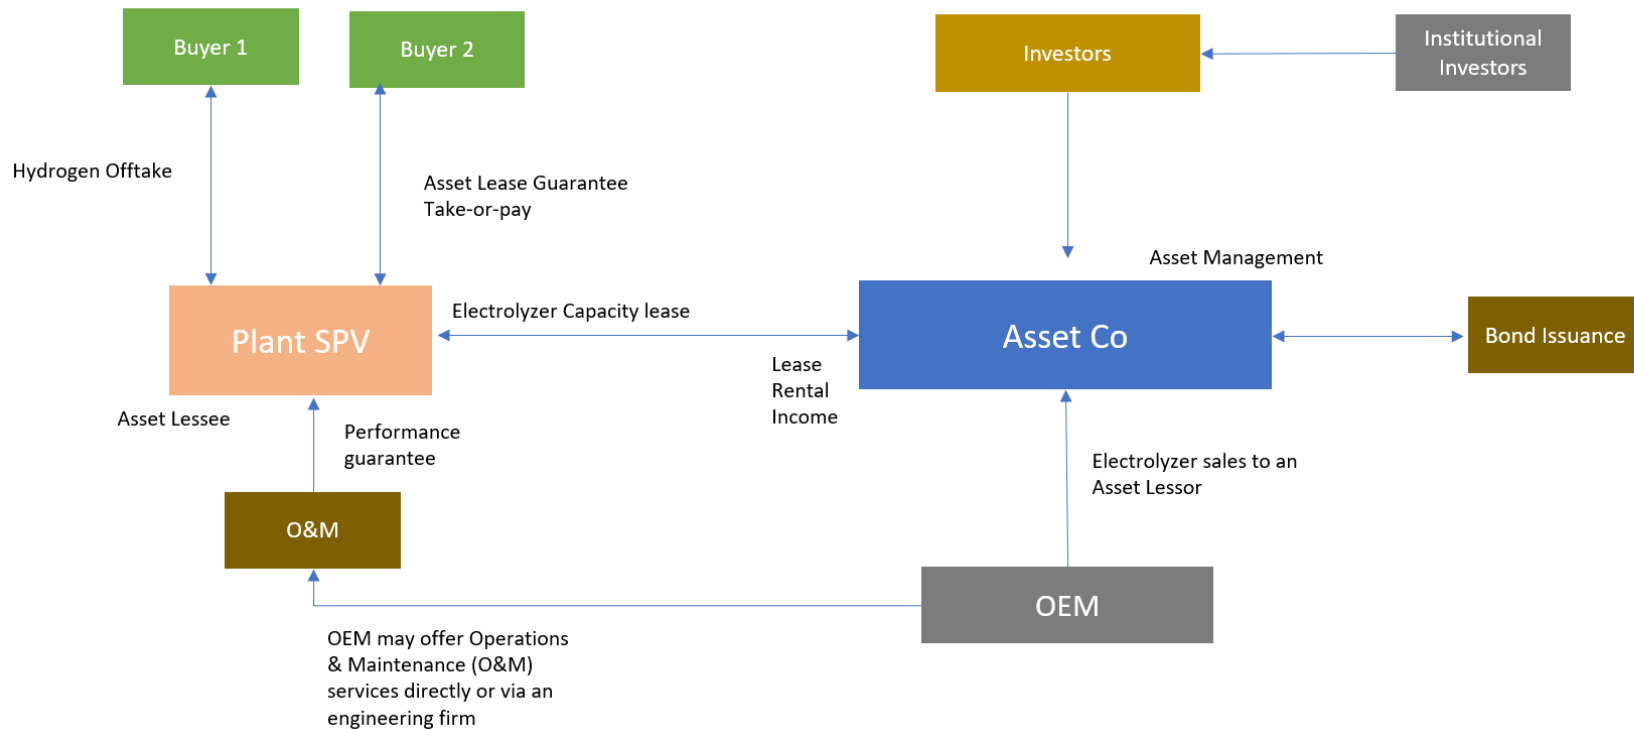 Buyer 1
Buyer 2
Investors
Institutional
Investors
Hydrogen Offtake
Asset Lease Guarantee
Take-or-pay
Asset Management
Plant SPV
Electrolyzer Capacity lease
Asset Co
Bond Issuance
Lease
Rental
Income
Asset Lessee
Performance
guarantee
Electrolyzer sales to an
Asset Lessor
O&M
OEM
OEM may offer Operations
& Maintenance (O&M)
services directly or via an
engineering firm